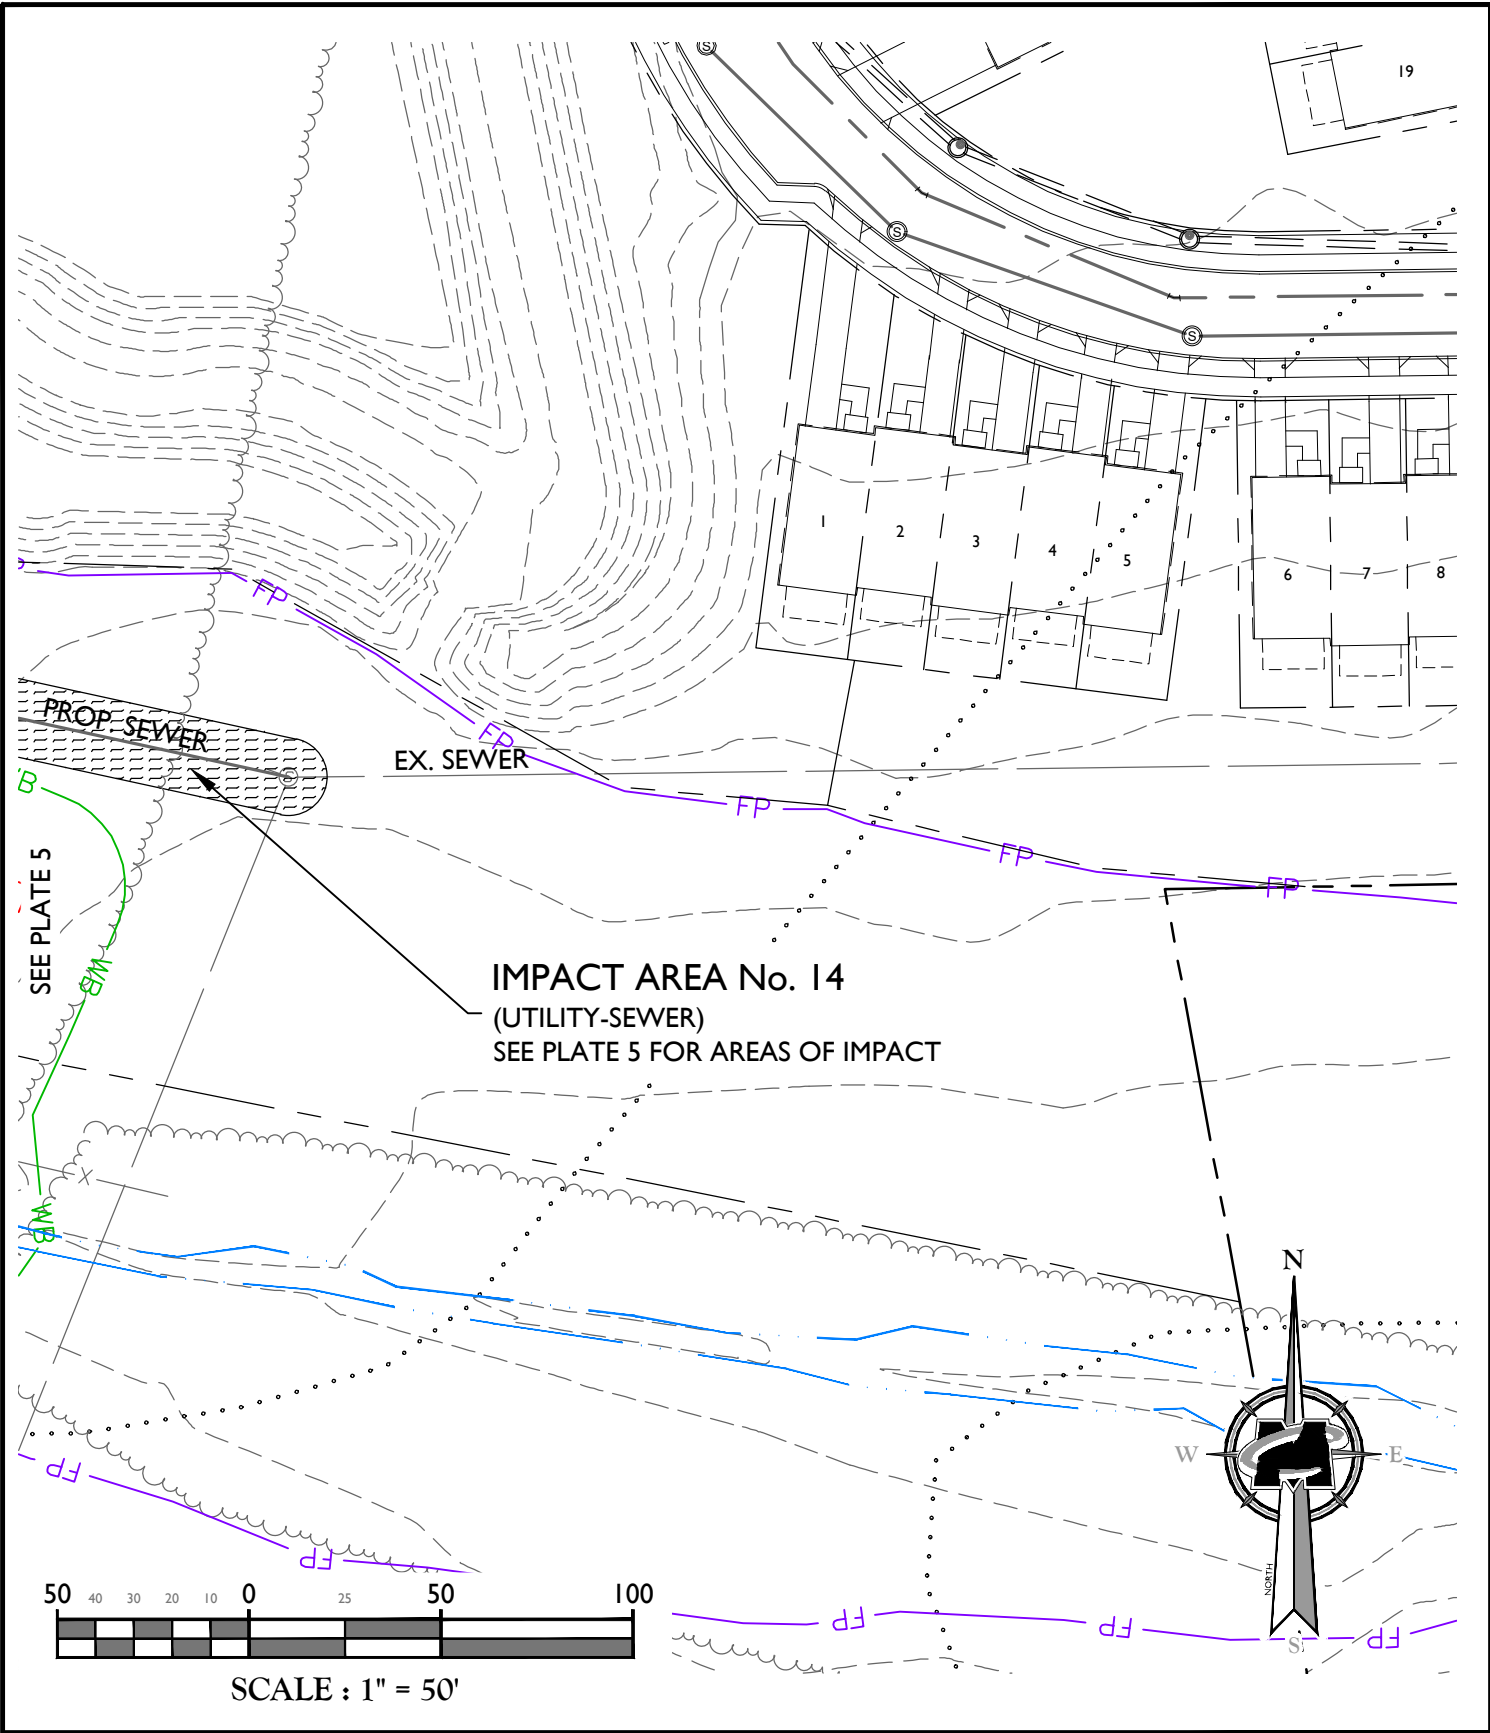 S
19
S
S
1
2
3
4
5
2
6
7
8
FP
PROP. SEWER
S
EX. SEWER
FP
FP
FP
FP
WB
SEE PLATE 5
IMPACT AREA No. 14
(UTILITY-SEWER)
SEE PLATE 5 FOR AREAS OF IMPACT
X
WB
N
W
E
NORTH
S
FP
FP
FP
FP
FP
50 40 30 20 10 0 25 50 100
SCALE : 1" = 50'